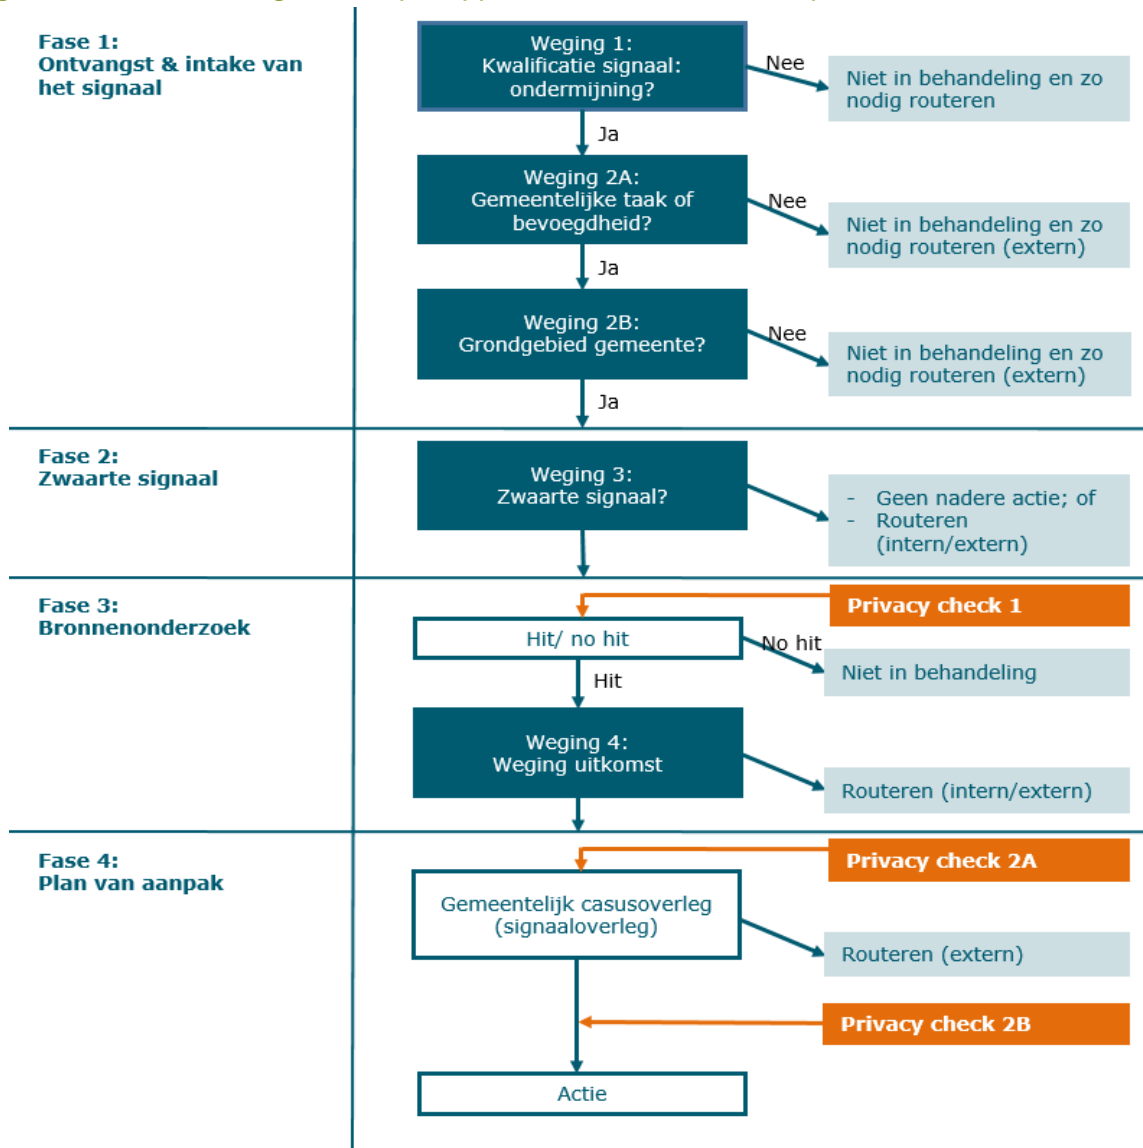 Fase 1:
Ontvangst & intake van
het signaal
Weging 1:
Kwalificatie signaal:
ondermijning?
Nee
Niet in behandeling en zo
nodig routeren
Ja
Weging 2A:
Gemeentelijke taak of
bevoegdheid?
Nee
Niet in behandeling en zo
nodig routeren (extern)
Ja
Weging 2B:
Grondgebied gemeente?
Nee
Niet in behandeling en zo
nodig routeren (extern)
Ja
Fase 2:
Zwaarte signaal
Weging 3:
Zwaarte signaal?
- Geen nadere actie; of
- Routeren
(intern/extern)
Fase 3:
Bronnenonderzoek
Privacy check 1
Hit/ no hit
No hit
Niet in behandeling
Hit
Weging 4:
Weging uitkomst
Routeren (intern/extern)
Fase 4:
Plan van aanpak
Privacy check 2A
Gemeentelijk casusoverleg
(signaaloverleg)
Routeren (extern)
Privacy check 2B
Actie